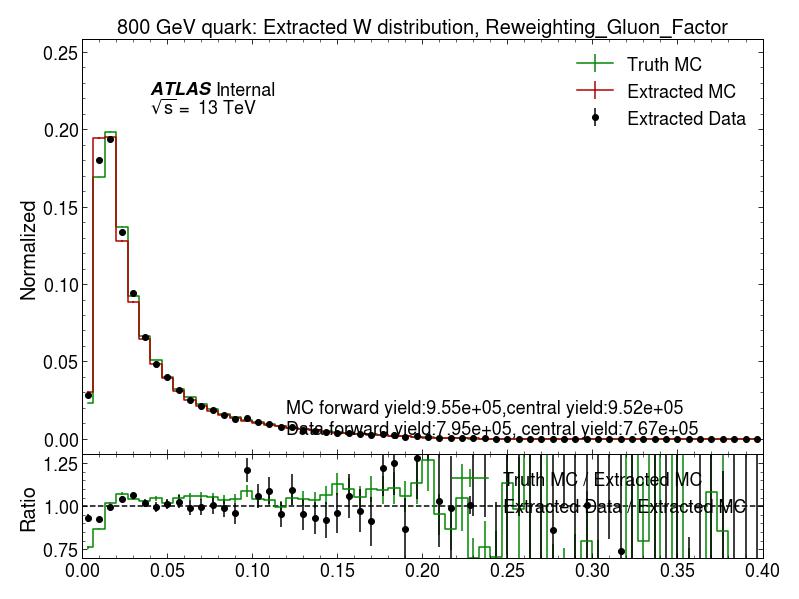 800 GeV quark: Extracted W distribution, Reweighting_Gluon_Factor
0.25
0.20
0.15
0.10
0.05
0.00
Normalized
ATLAS Internal
√s = 13 TeV
Truth MC
Extracted MC
Extracted Data
MC forward yield:9.55e+05,central yield:9.52e+05
Data forward yield:7.95e+05, central yield:7.67e+05
1.25
1.00
0.75
Ratio
Truth MC / Extracted MC
Extracted Data / Extracted MC
0.00 0.05 0.10 0.15 0.20 0.25 0.30 0.35 0.40